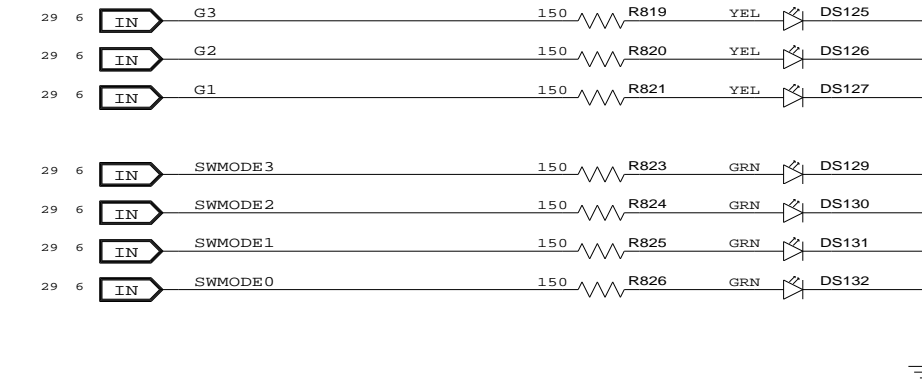 29 6 IN G3 150 R819 YEL DS125
29 6 IN G2 150 R820 YEL DS126
29 6 IN G1 150 R821 YEL DS127
29 6 IN SWMODE3 150 R823 GRN DS129
29 6 IN SWMODE2 150 R824 GRN DS130
29 6 IN SWMODE1 150 R825 GRN DS131
29 6 IN SWMODE0 150 R826 GRN DS132